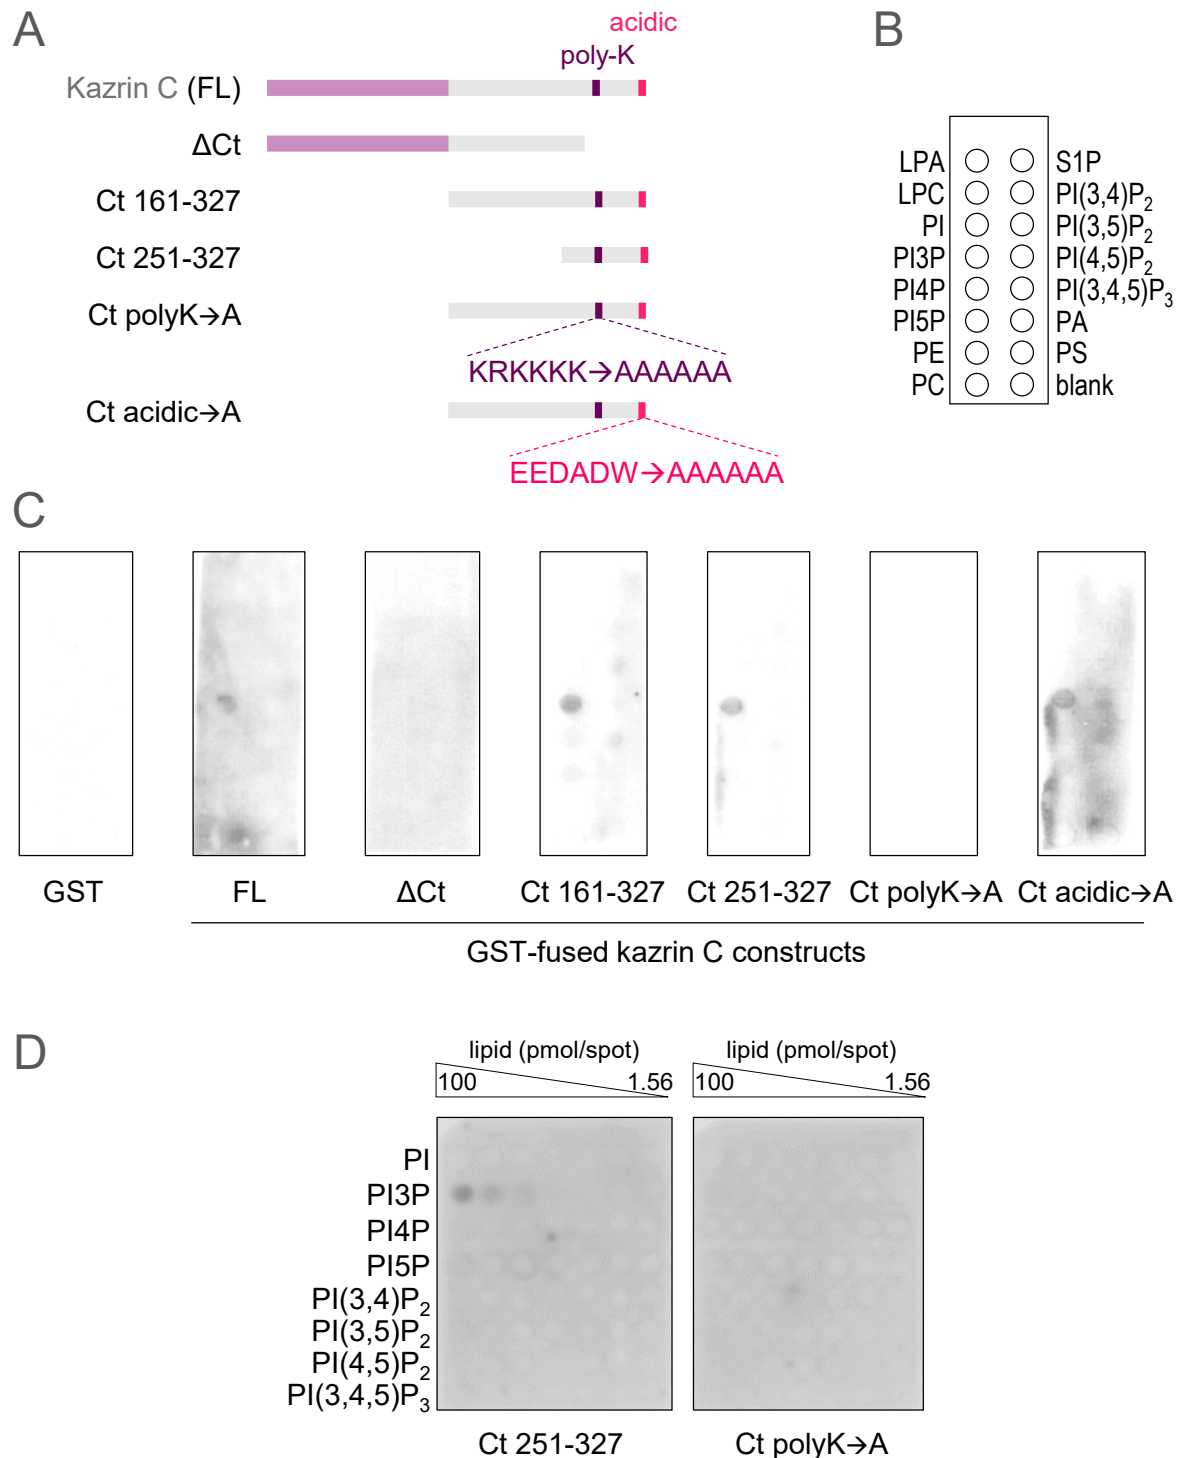 A
acidic
poly-K
Kazrin C (FL)
ΔCt
Ct 161-327
Ct 251-327
Ct polyK→A
KRKKKK→AAAAAA
Ct acidic→A
EEDADW→AAAAAA
B
LPA S1P
LPC PI(3,4)P2
PI PI(3,5)P2
PI3P PI(4,5)P2
PI4P PI(3,4,5)P3
PI5P PA
PE PS
PC blank
C
GST FL ΔCt Ct 161-327 Ct 251-327 Ct polyK→A Ct acidic→A
GST-fused kazrin C constructs
D
lipid (pmol/spot) lipid (pmol/spot)
100 1.56 100 1.56
PI
PI3P
PI4P
PI5P
PI(3,4)P2
PI(3,5)P2
PI(4,5)P2
PI(3,4,5)P3
Ct 251-327 Ct polyK→A